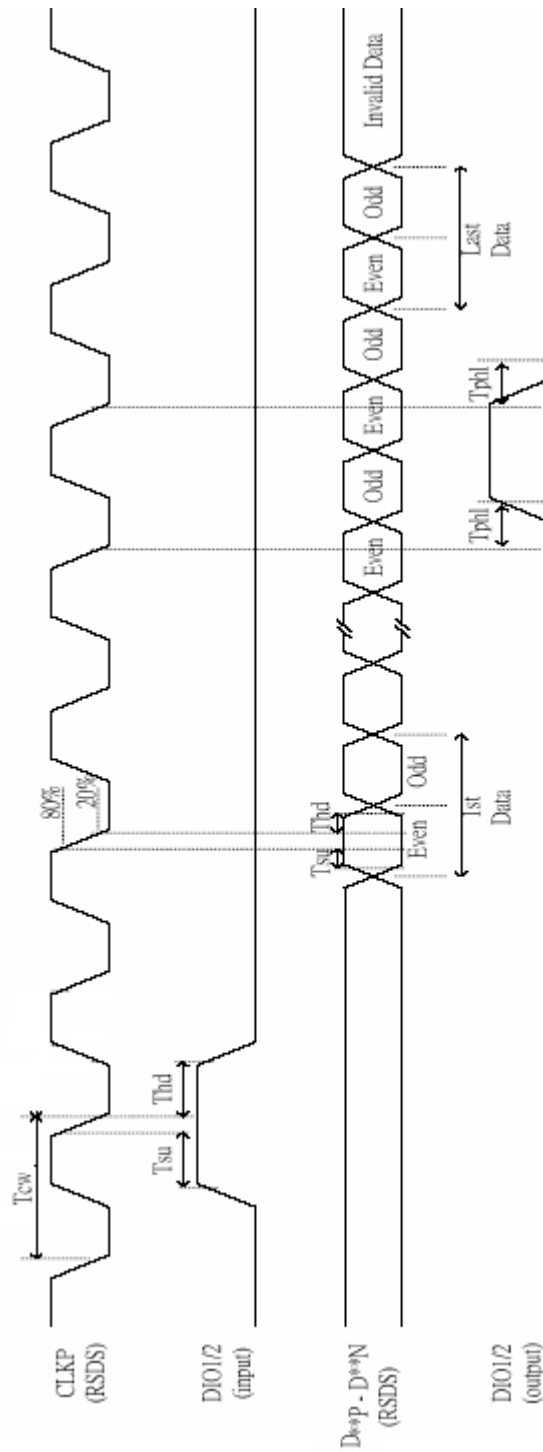 CLKP
(RSDS)
Tcw
80%
20%
DIO1/2
(input)
Tsu
Thd
D**P - D**N
(RSDS)
Tsu
Thd
Even
Odd
1st
Data
Even
Odd
Even
Odd
Even
Odd
Invalid Data
Last
Data
DIO1/2
(output)
Tphl
Tphl